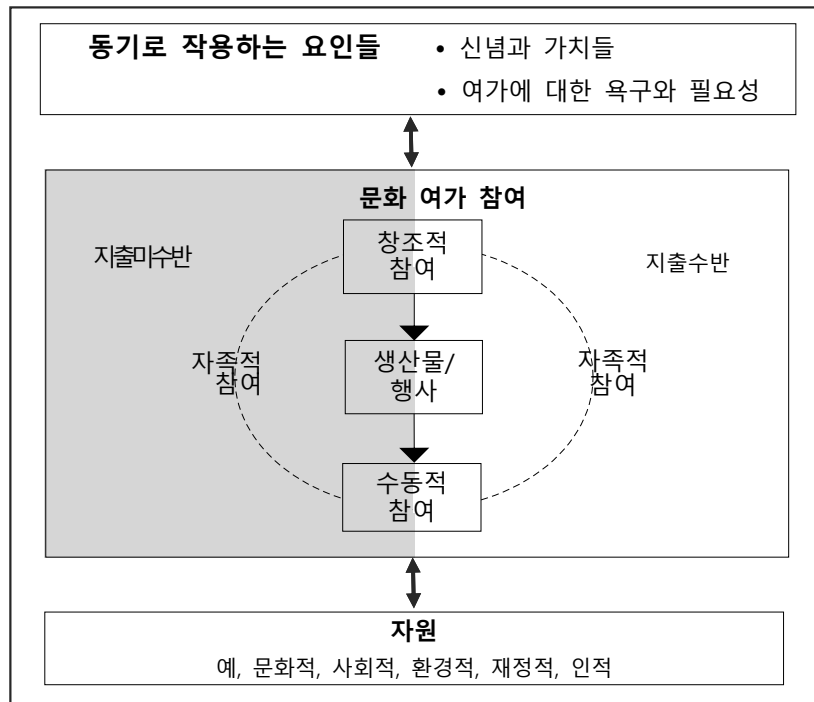 동기로 작용하는 요인들
• 신념과 가치들
• 여가에 대한 욕구와 필요성
문화 여가 참여
지출미수반
창조적
참여
지출수반
자족적
참여
생산물/
행사
자족적
참여
수동적
참여
자원
예, 문화적, 사회적, 환경적, 재정적, 인적